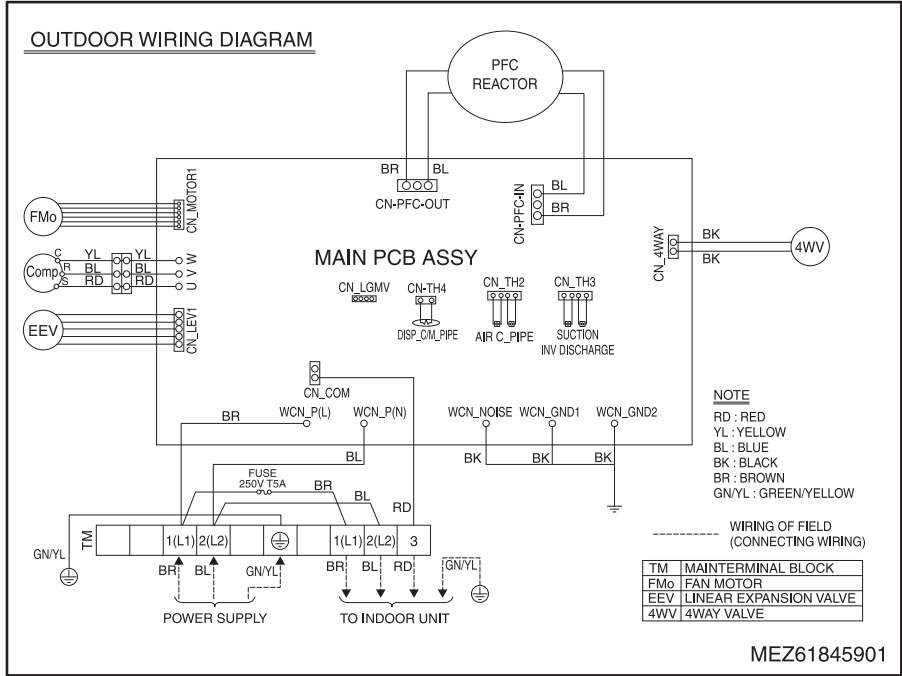 OUTDOOR WIRING DIAGRAM
PFC
REACTOR
BR BL
CN-PFC-OUT
CN-PFC-IN
BL
BR
CN_MOTOR1
FMo
Comp
C YL YL W
R BL BL V
S RD RD U
EEV
CN_LEV1
MAIN PCB ASSY
CN_4WAY
BK
BK
4WV
CN_LGMV
CN-TH4
DISP_C/M_PIPE
CN_TH2
AIR C_PIPE
CN_TH3
SUCTION
INV DISCHARGE
CN_COM
WCN_P(L) WCN_P(N) WCN_NOISE WCN_GND1 WCN_GND2
BR
BL
BK BK BK
FUSE
250V T5A
BR
BL
RD
TM
1(L1) 2(L2) 1(L1) 2(L2) 3
GN/YL
BR BL GN/YL
BR BL RD GN/YL
POWER SUPPLY
TO INDOOR UNIT
NOTE
RD : RED
YL : YELLOW
BL : BLUE
BK : BLACK
BR : BROWN
GN/YL : GREEN/YELLOW
WIRING OF FIELD
(CONNECTING WIRING)
TM MAINTERMINAL BLOCK
FMo FAN MOTOR
EEV LINEAR EXPANSION VALVE
4WV 4WAY VALVE
MEZ61845901